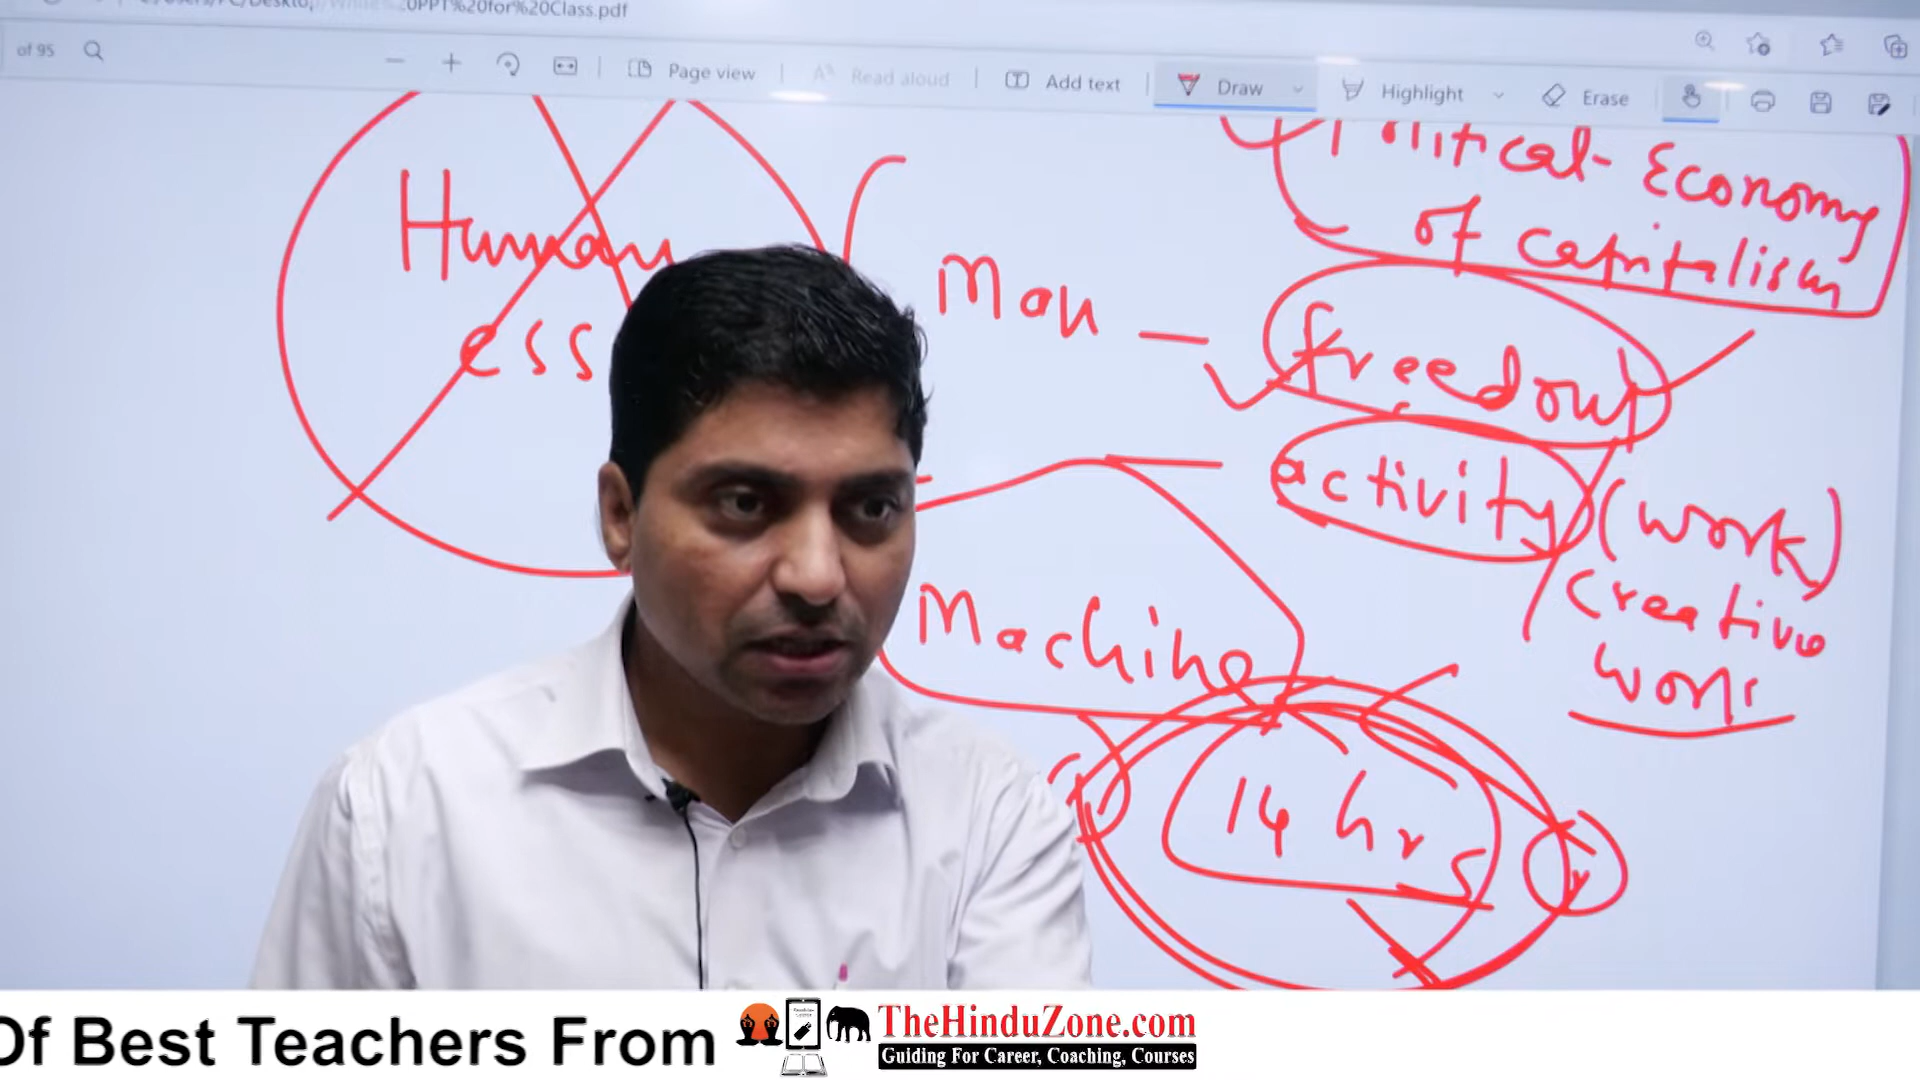 0PPT%20for%20Class.pdf
of 95
Page view
Read aloud
Add text
Draw
Highlight
Erase
Political- Economy
of capitalism
Human
ess
Man - freedom
activity (work)
creative
work
Machine
14 hrs
Of Best Teachers From
TheHinduZone.com
Guiding For Career, Coaching, Courses